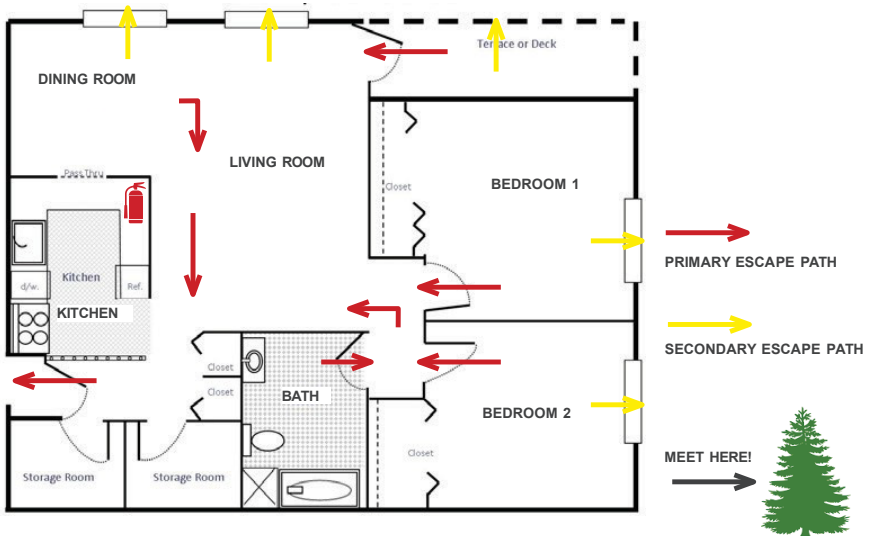 Terrace or Deck
DINING ROOM
LIVING ROOM
Pass Thru
Closet
BEDROOM 1
PRIMARY ESCAPE PATH
Kitchen
d/w.
Ref.
KITCHEN
SECONDARY ESCAPE PATH
Closet
Closet
BATH
BEDROOM 2
Closet
MEET HERE!
Storage Room
Storage Room